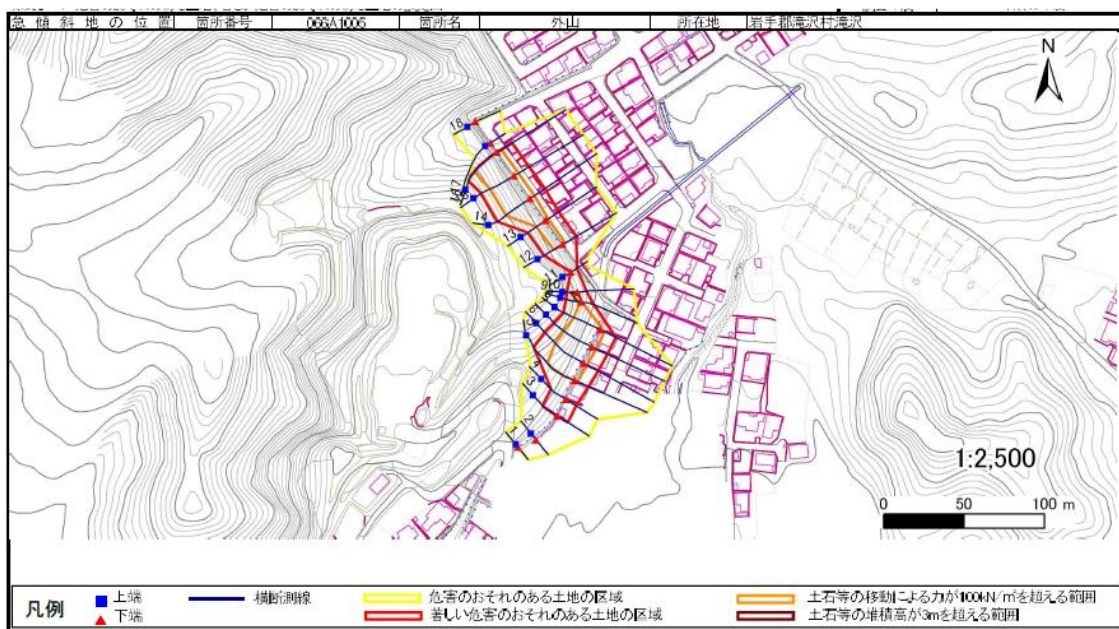 急傾斜地の位置 箇所番号 066A1006 箇所名 外山 所在地 岩手郡滝沢村滝沢
N
18
17
14
13
12
11
910
4
3
2
1
1:2,500
0 50 100 m
凡例
上端 横断測線 危害のおそれのある土地の区域 土石等の移動による力が100kN/㎡を超える範囲
下端 著しい危害のおそれのある土地の区域 土石等の堆積高が3mを超える範囲